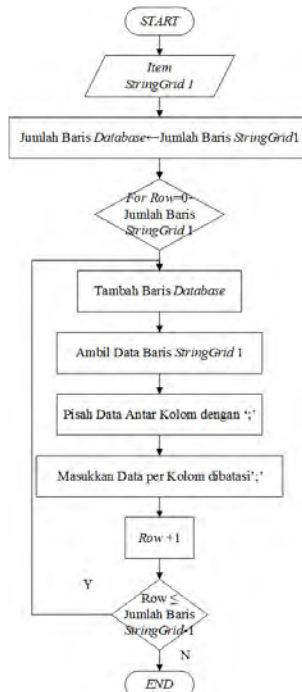 START
Item
StringGrid 1
Jumlah Baris Database←Jumlah Baris StringGrid1
For Row=0-
Jumlah Baris
StringGrid 1
Tambah Baris Database
Ambil Data Baris StringGrid 1
Pisah Data Antar Kolom dengan ‘;’
Masukkan Data per Kolom dibatasi‘;’
Row +1
Y
Row ≤
Jumlah Baris
StringGrid-1
N
END